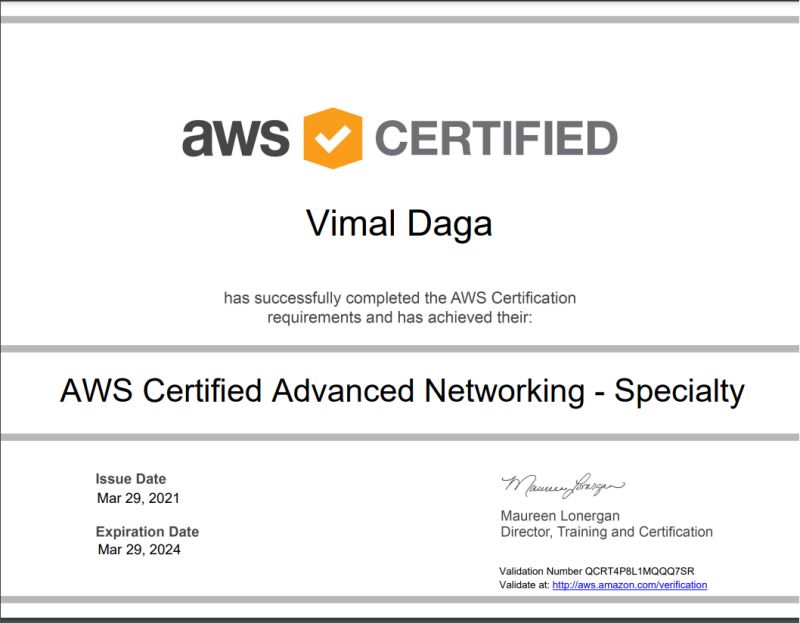 aws CERTIFIED
Vimal Daga
has successfully completed the AWS Certification
requirements and has achieved their:
AWS Certified Advanced Networking - Specialty
Issue Date
Mar 29, 2021
Expiration Date
Mar 29, 2024
Maureen Lonergan
Maureen Lonergan
Director, Training and Certification
Validation Number QCRT4P8L1MQQQ7SR
Validate at: http://aws.amazon.com/verification